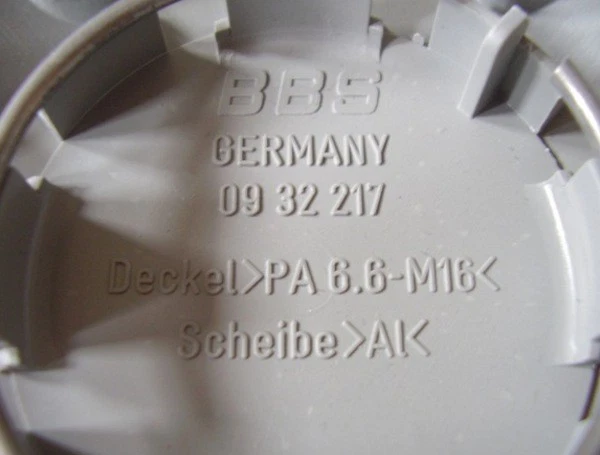 BBS
GERMANY
09 32 217
Deckel>PA 6.6-M16<
Scheibe>Al<